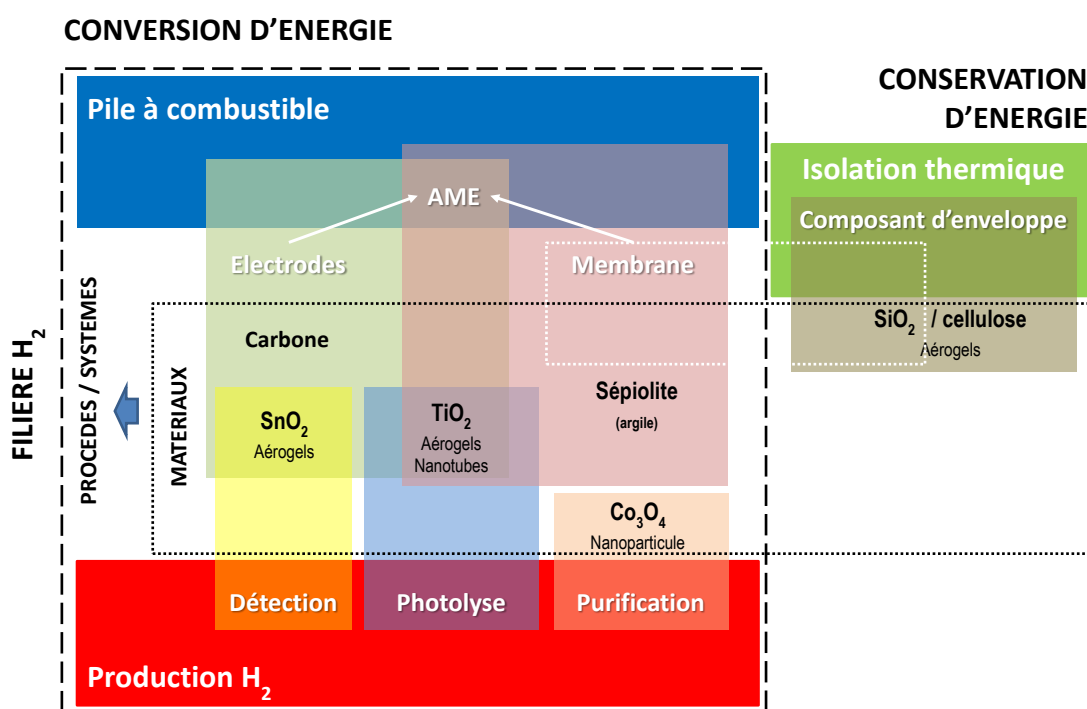 CONVERSION D’ENERGIE
CONSERVATION
D’ENERGIE
Pile à combustible
Isolation thermique
AME
Composant d’enveloppe
Electrodes
Membrane
FILIERE H₂
PROCEDES / SYSTEMES
MATERIAUX
Carbone
SiO₂ / cellulose
Aérogels
Sépiolite
(argile)
SnO₂
Aérogels
TiO₂
Aérogels
Nanotubes
Co₃O₄
Nanoparticule
Détection
Photolyse
Purification
Production H₂